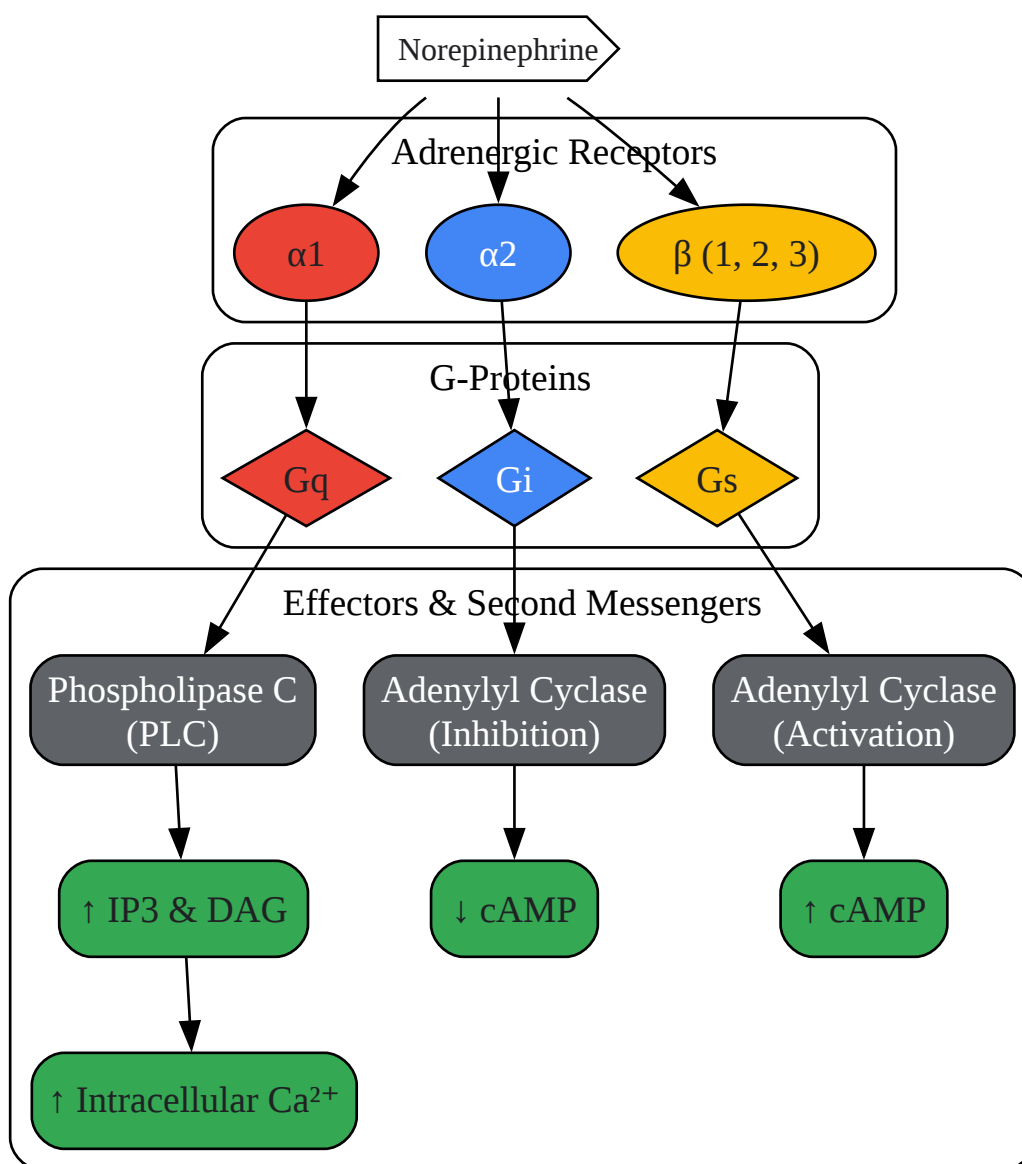 Norepinephrine
Adrenergic Receptors
α1
α2
β (1, 2, 3)
G-Proteins
Gq
Gi
Gs
Effectors & Second Messengers
Phospholipase C
(PLC)
Adenylyl Cyclase
(Inhibition)
Adenylyl Cyclase
(Activation)
↑ IP3 & DAG
↓ cAMP
↑ cAMP
↑ Intracellular Ca²⁺